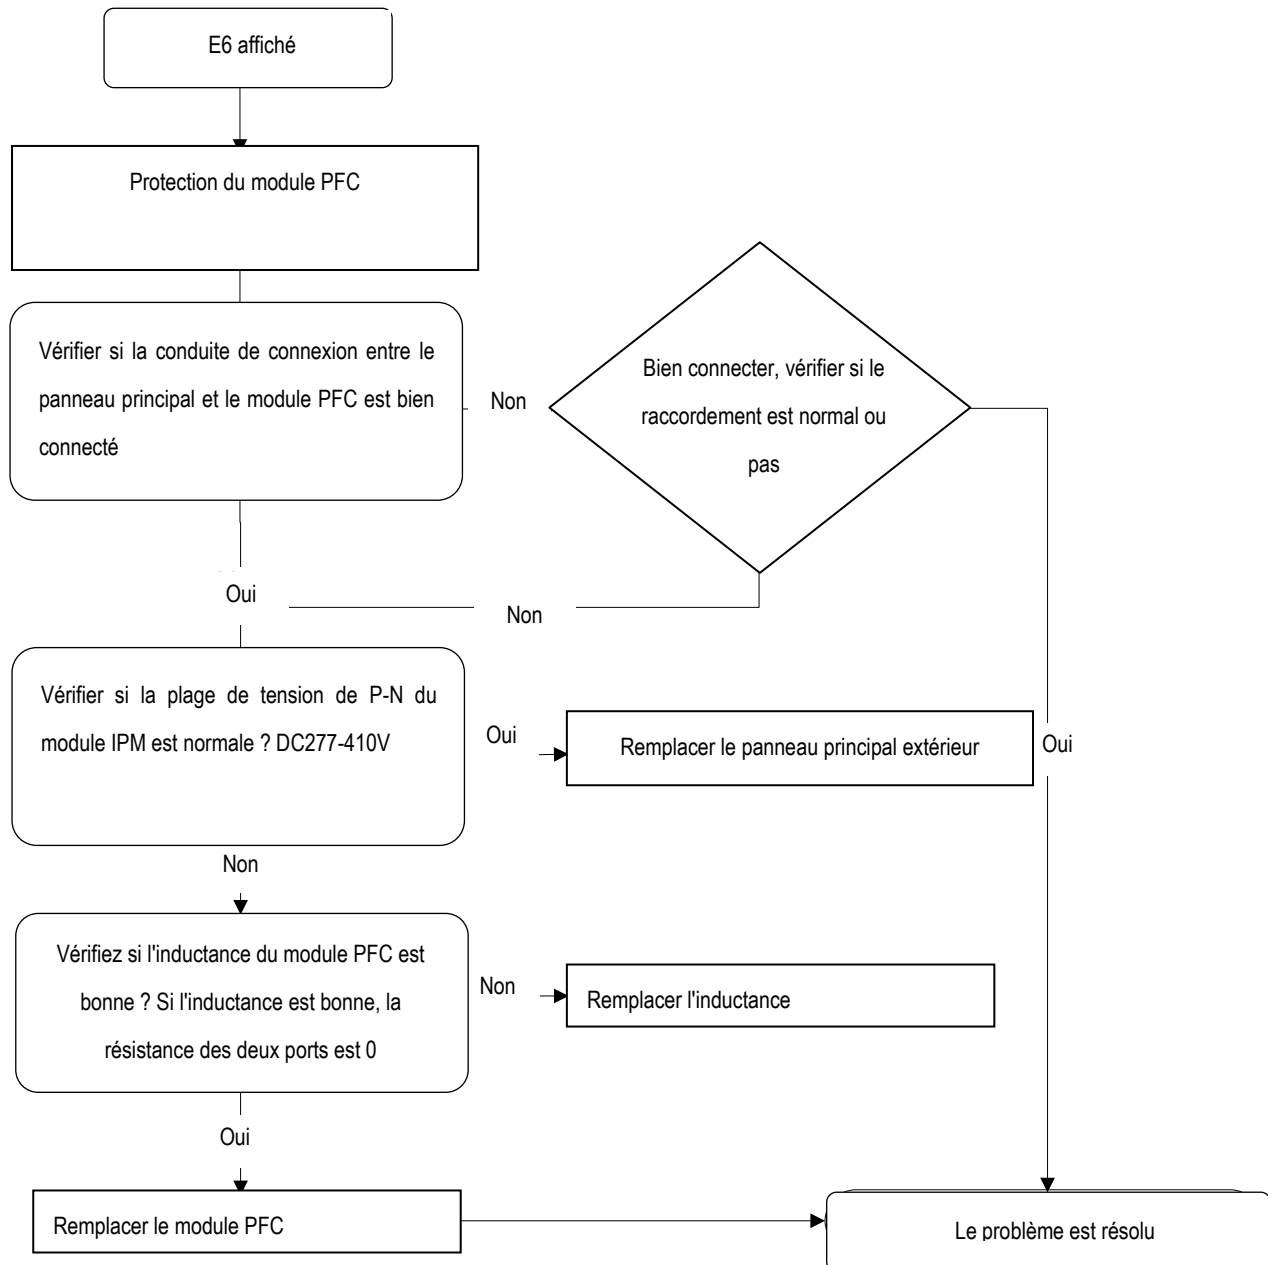 E6 affiché
Protection du module PFC
Vérifier si la conduite de connexion entre le
panneau principal et le module PFC est bien
connecté
Non
Bien connecter, vérifier si le
raccordement est normal ou
pas
Oui
Non
Vérifier si la plage de tension de P-N du
module IPM est normale ? DC277-410V
Oui
Remplacer le panneau principal extérieur
Oui
Non
Vérifiez si l'inductance du module PFC est
bonne ? Si l'inductance est bonne, la
résistance des deux ports est 0
Non
Remplacer l'inductance
Oui
Remplacer le module PFC
Le problème est résolu